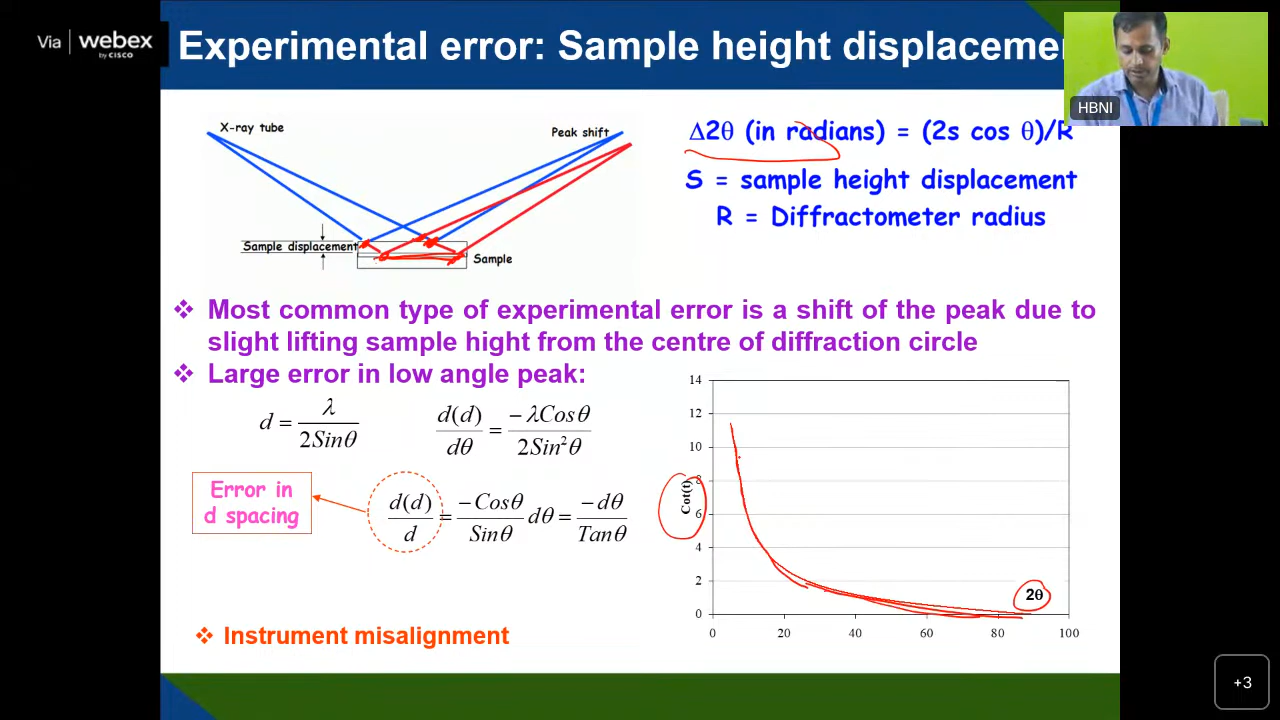 Via | webex
by CISCO
Experimental error: Sample height displaceme
HBNI
X-ray tube
Peak shift
Sample displacement
Sample
Δ2θ (in radians) = (2s cos θ)/R
S = sample height displacement
R = Diffractometer radius
❖ Most common type of experimental error is a shift of the peak due to
slight lifting sample hight from the centre of diffraction circle
❖ Large error in low angle peak:
d = λ / 2Sinθ
d(d)/dθ = −λCosθ / 2Sin²θ
Error in
d spacing
d(d)/d = −Cosθ/Sinθ dθ = −dθ/Tanθ
14
12
10
8
6
4
2
0
Cot(t)
2θ
0 20 40 60 80 100
❖ Instrument misalignment
+3